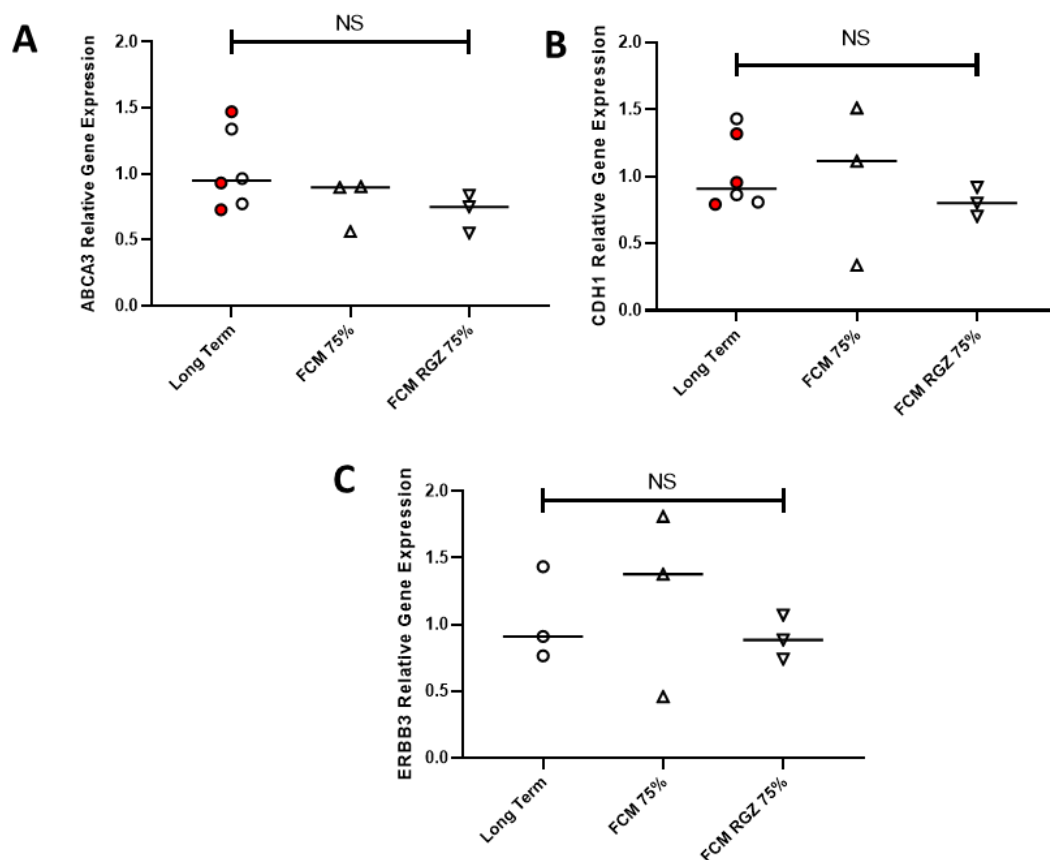 A
ABCA3 Relative Gene Expression
2.0
1.5
1.0
0.5
0.0
NS
Long Term
FCM 75%
FCM RGZ 75%
B
CDH1 Relative Gene Expression
2.0
1.5
1.0
0.5
0.0
NS
Long Term
FCM 75%
FCM RGZ 75%
C
ERBB3 Relative Gene Expression
2.0
1.5
1.0
0.5
0.0
NS
Long Term
FCM 75%
FCM RGZ 75%